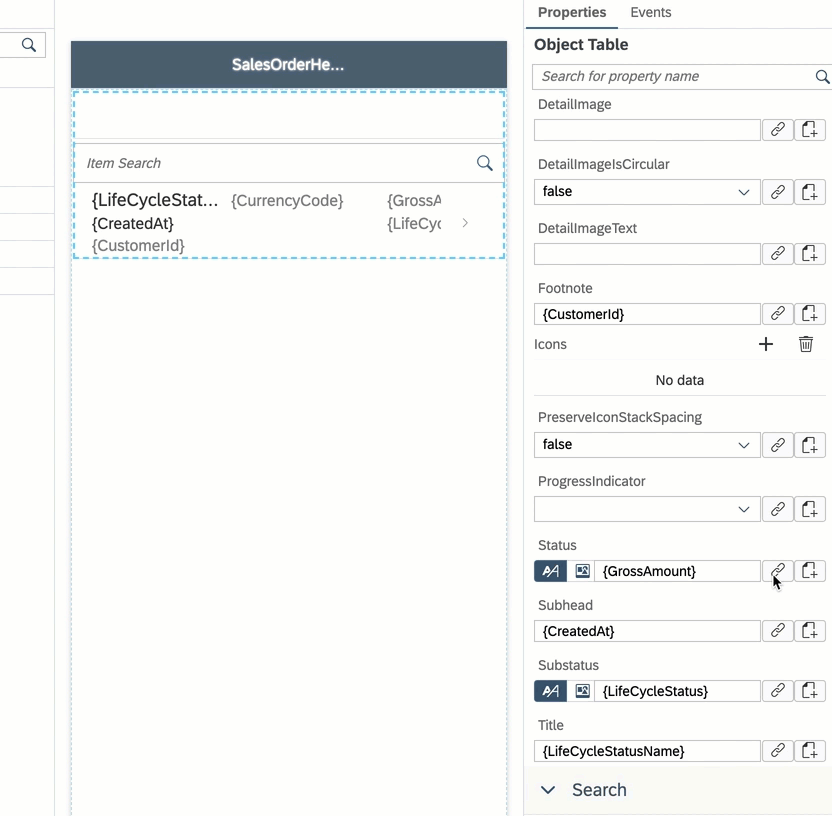 Properties Events
Object Table
Search for property name
SalesOrderHe...
Item Search
{LifeCycleStat... {CurrencyCode} {GrossA
{CreatedAt} {LifeCyc
{CustomerId}
DetailImage
DetailImageIsCircular
false
DetailImageText
Footnote
{CustomerId}
Icons
No data
PreserveIconStackSpacing
false
ProgressIndicator
Status
AA {GrossAmount}
Subhead
{CreatedAt}
Substatus
AA {LifeCycleStatus}
Title
{LifeCycleStatusName}
Search